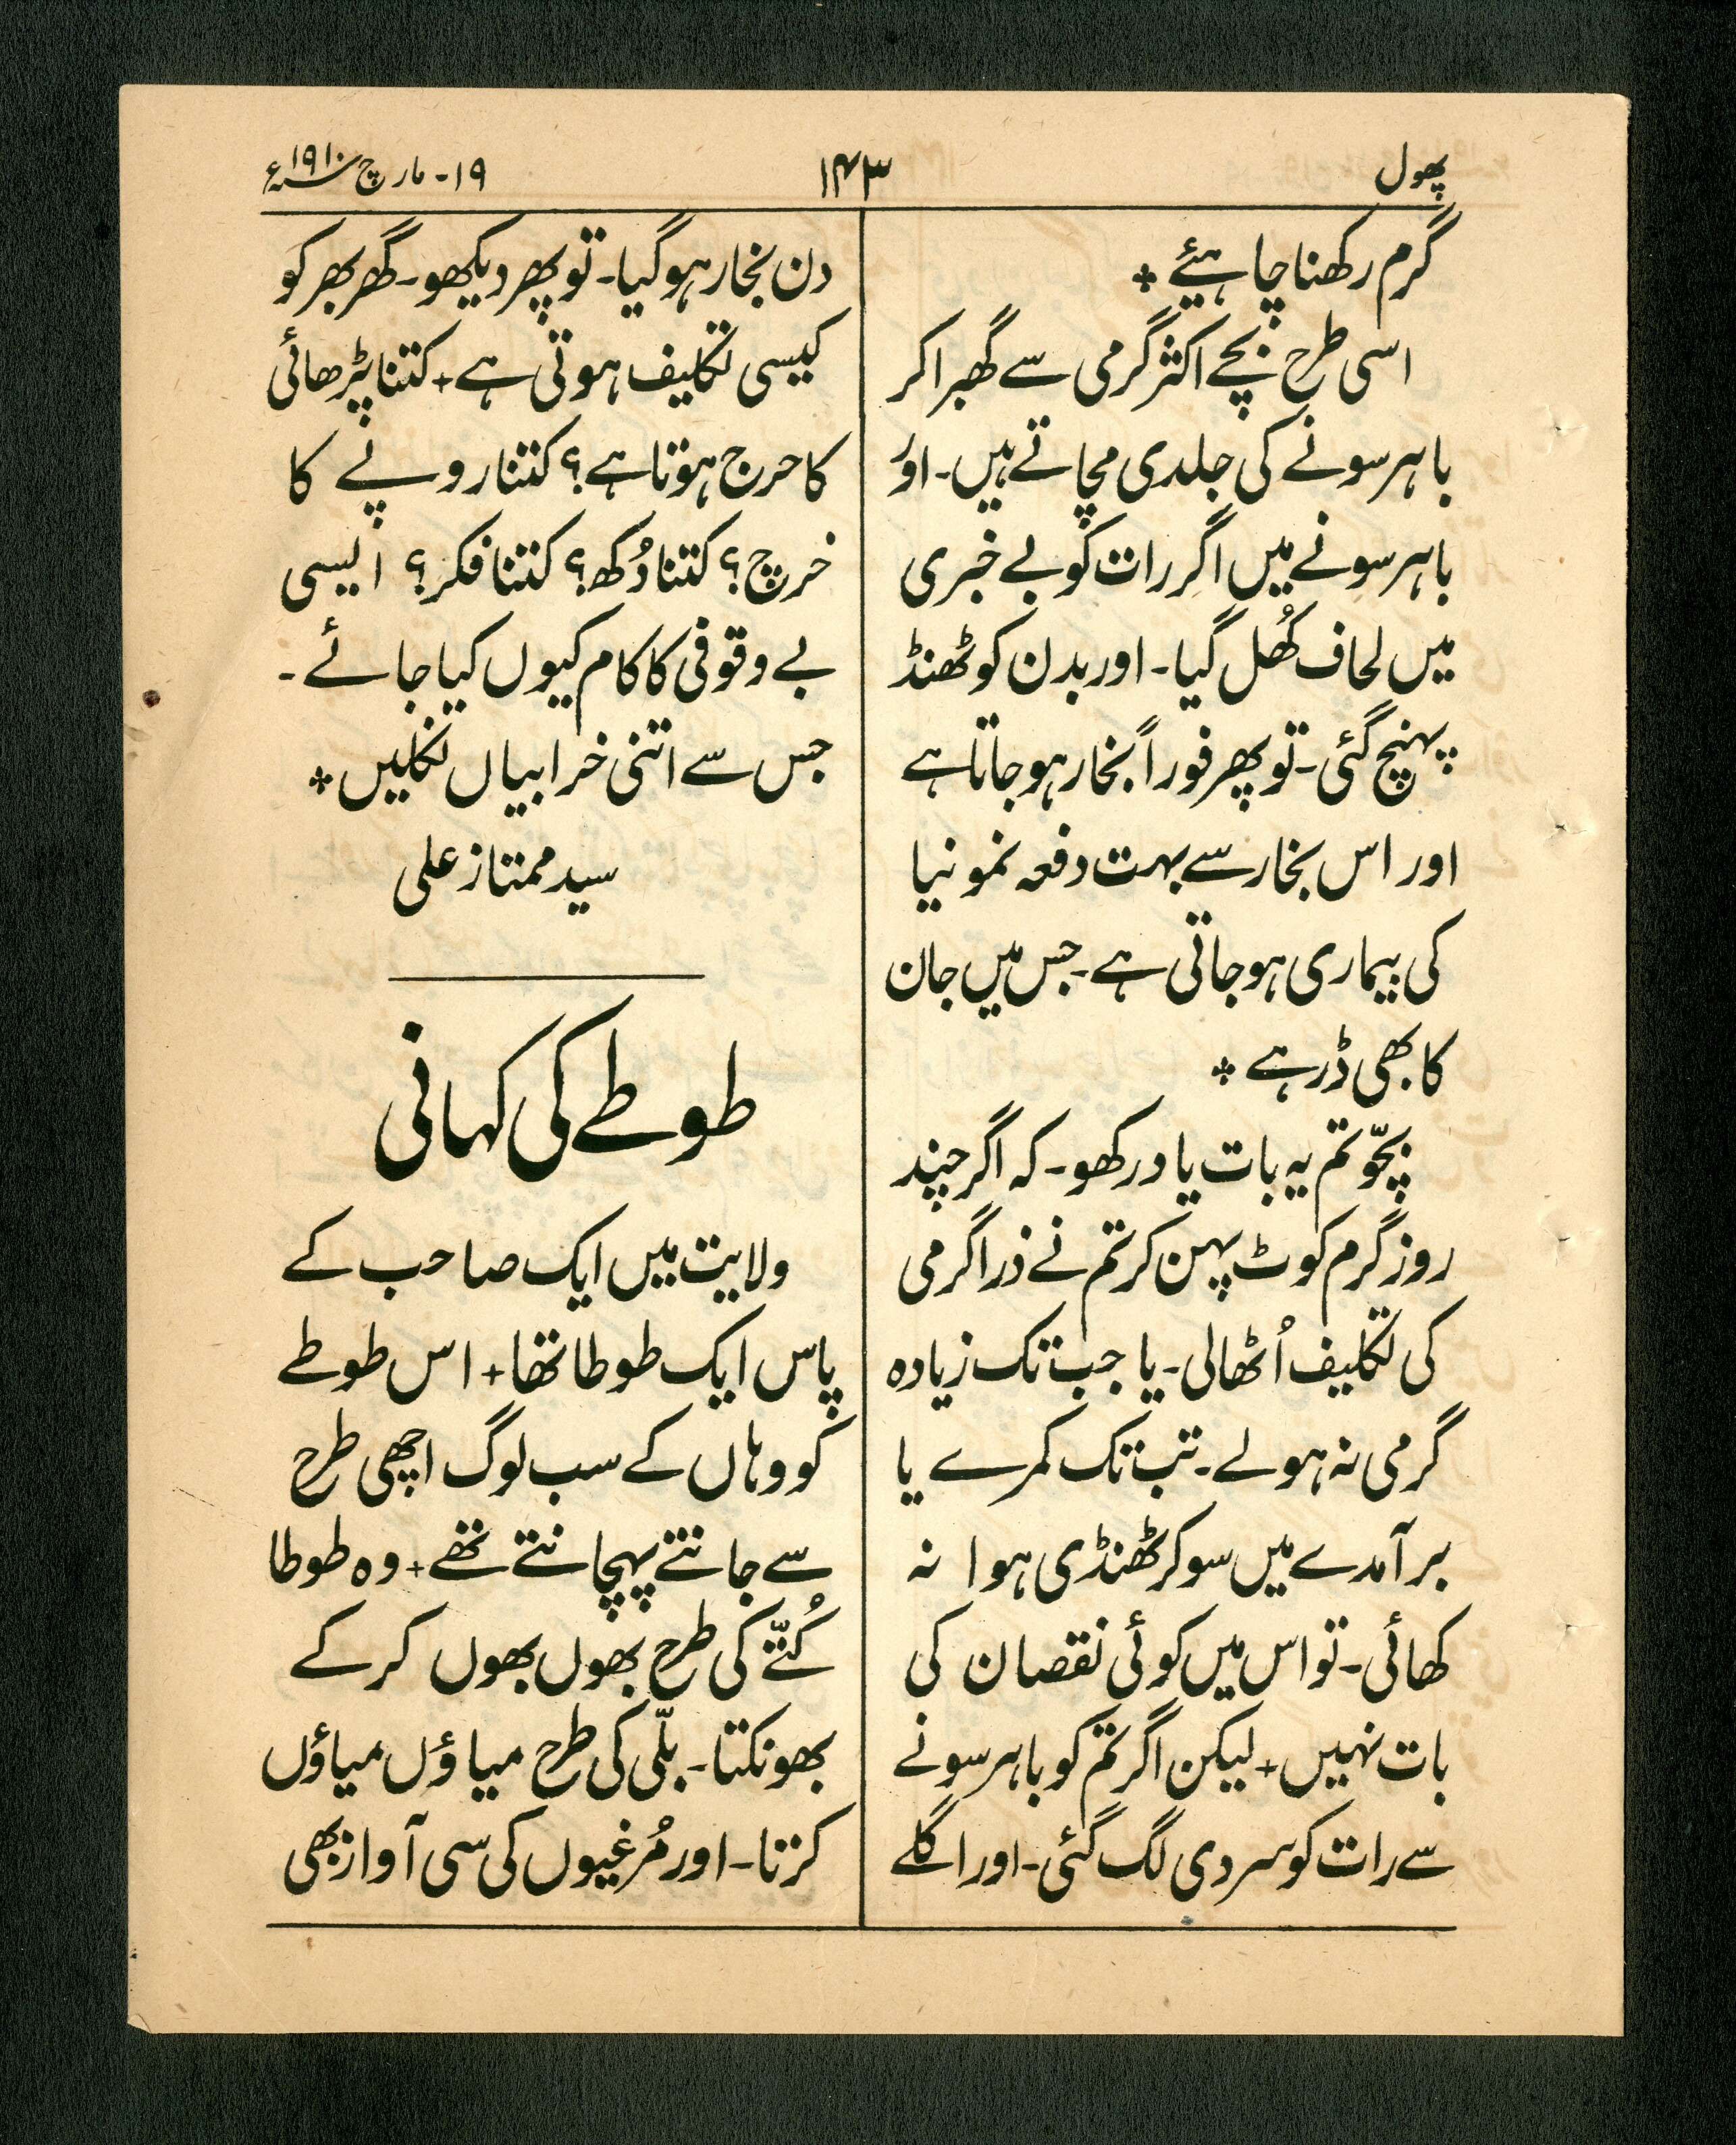 پھول
۱۴۳
۱۹- مارچ سنہ ۱۹۱۰ء
گرم رکھنا چاہئے ٭
اسی طرح بچے اکثر گرمی سے گھبرا کر
باہر سونے کی جلدی مچاتے ہیں۔ اور
باہر سونے میں اگر رات کو بے خبری
میں لحاف کھُل گیا۔ اور بدن کو ٹھنڈ
پہنچ گئی۔ تو پھر فوراً بخار ہو جاتا ہے
اور اس بخار سے بہت دفعہ نمونیا
کی بیماری ہو جاتی ہے۔ جس میں جان
کا بھی ڈر ہے ٭
بچّو تم یہ بات یاد رکھو۔ کہ اگر چند
روز گرم کوٹ پہن کر تم نے ذرا گرمی
کی تکلیف اُٹھالی۔ یا جب تک زیادہ
گرمی نہ ہولے۔ تب تک کمرے یا
برآمدے میں سوکر ٹھنڈی ہوا نہ
کھائی۔ تو اس میں کوئی نقصان کی
بات نہیں + لیکن اگر تم کو باہر سونے
سے رات کو سردی لگ گئی۔ اور اگلے
دن بخار ہوگیا۔ تو پھر دیکھو۔ گھر بھر کو
کیسی تکلیف ہوتی ہے + کتنا پڑھائی
کا حرج ہوتا ہے؟ کتنا روپے کا
خرچ؟ کتنا دُکھ؟ کتنا فکر؟ ایسی
بے وقوفی کا کام کیوں کیا جائے۔
جس سے اتنی خرابیاں نکلیں ٭
سید ممتاز علی
طوطے کی کہانی
ولایت میں ایک صاحب کے
پاس ایک طوطا تھا + اس طوطے
کو وہاں کے سب لوگ اچھی طرح
سے جانتے پہچانتے تھے + وہ طوطا
کُتّے کی طرح بھوں بھوں کر کے
بھونکتا۔ بلّی کی طرح میاؤں میاؤں
کرتا۔ اور مُرغیوں کی سی آواز بھی